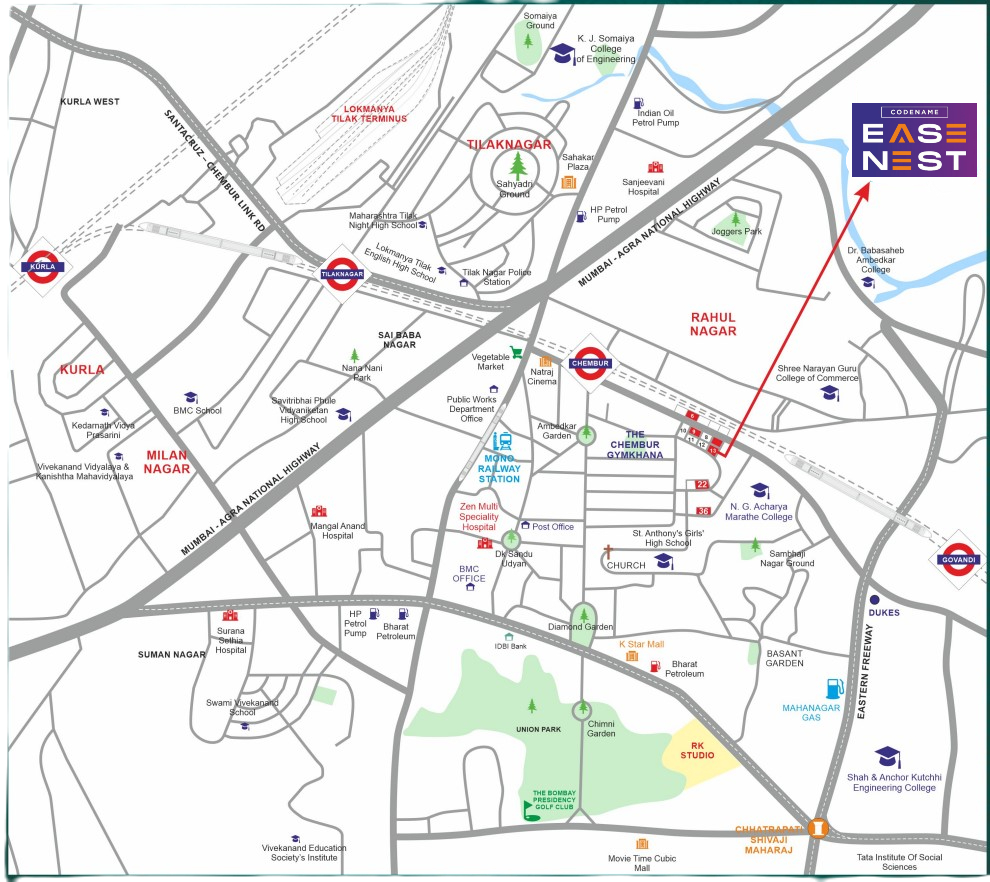 Somaiya
Ground
K. J. Somaiya
College
of Engineering
KURLA WEST
LOKMANYA
TILAK TERMINUS
SANTACRUZ - CHEMBUR LINK RD
Indian Oil
Petrol Pump
CODENAME
EASE
NEST
TILAKNAGAR
Sahyadri
Ground
Sahakar
Plaza
Sanjeevani
Hospital
HP Petrol
Pump
MUMBAI - AGRA NATIONAL HIGHWAY
Joggers Park
Maharashtra Tilak
Night High School
Lokmanya Tilak
English High School
Tilak Nagar Police
Station
Dr. Babasaheb
Ambedkar
College
KURLA
TILAKNAGAR
RAHUL
NAGAR
SAI BABA
NAGAR
Nana Nani
Park
Vegetable
Market
Natraj
Cinema
CHEMBUR
Shree Narayan Guru
College of Commerce
KURLA
BMC School
Savitribhai Phule
Vidyaniketan
High School
Public Works
Department
Office
Kedarnath Vidya
Prasarini
Ambedkar
Garden
THE
CHEMBUR
GYMKHANA
6
10 8 9
11 12
13
Vivekanand Vidyalaya &
Kanishtha Mahavidyalaya
MILAN
NAGAR
MUMBAI - AGRA NATIONAL HIGHWAY
MONO
RAILWAY
STATION
22
36
N. G. Acharya
Marathe College
Mangal Anand
Hospital
Zen Multi
Speciality
Hospital
Post Office
Dk Sandu
Udyan
St. Anthony's Girls'
High School
CHURCH
Sambhaji
Nagar Ground
GOVANDI
BMC
OFFICE
DUKES
Surana
Sethia
Hospital
HP
Petrol
Pump
Bharat
Petroleum
Diamond Garden
IDBI Bank
K Star Mall
Bharat
Petroleum
BASANT
GARDEN
SUMAN NAGAR
EASTERN FREEWAY
MAHANAGAR
GAS
Swami Vivekanand
School
UNION PARK
Chimni
Garden
RK
STUDIO
Shah & Anchor Kutchhi
Engineering College
THE BOMBAY
PRESIDENCY
GOLF CLUB
CHHATRAPATI
SHIVAJI
MAHARAJ
Vivekanand Education
Society's Institute
Movie Time Cubic
Mall
Tata Institute Of Social
Sciences